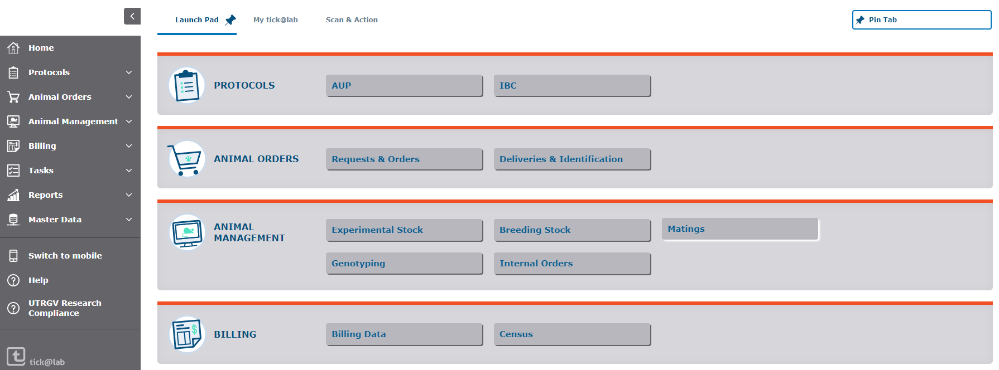 Launch Pad
My tick@lab
Scan & Action
Pin Tab
Home
Protocols
Animal Orders
Animal Management
Billing
Tasks
Reports
Master Data
Switch to mobile
Help
UTRGV Research
Compliance
tick@lab
PROTOCOLS
AUP
IBC
ANIMAL ORDERS
Requests & Orders
Deliveries & Identification
ANIMAL
MANAGEMENT
Experimental Stock
Breeding Stock
Matings
Genotyping
Internal Orders
BILLING
Billing Data
Census